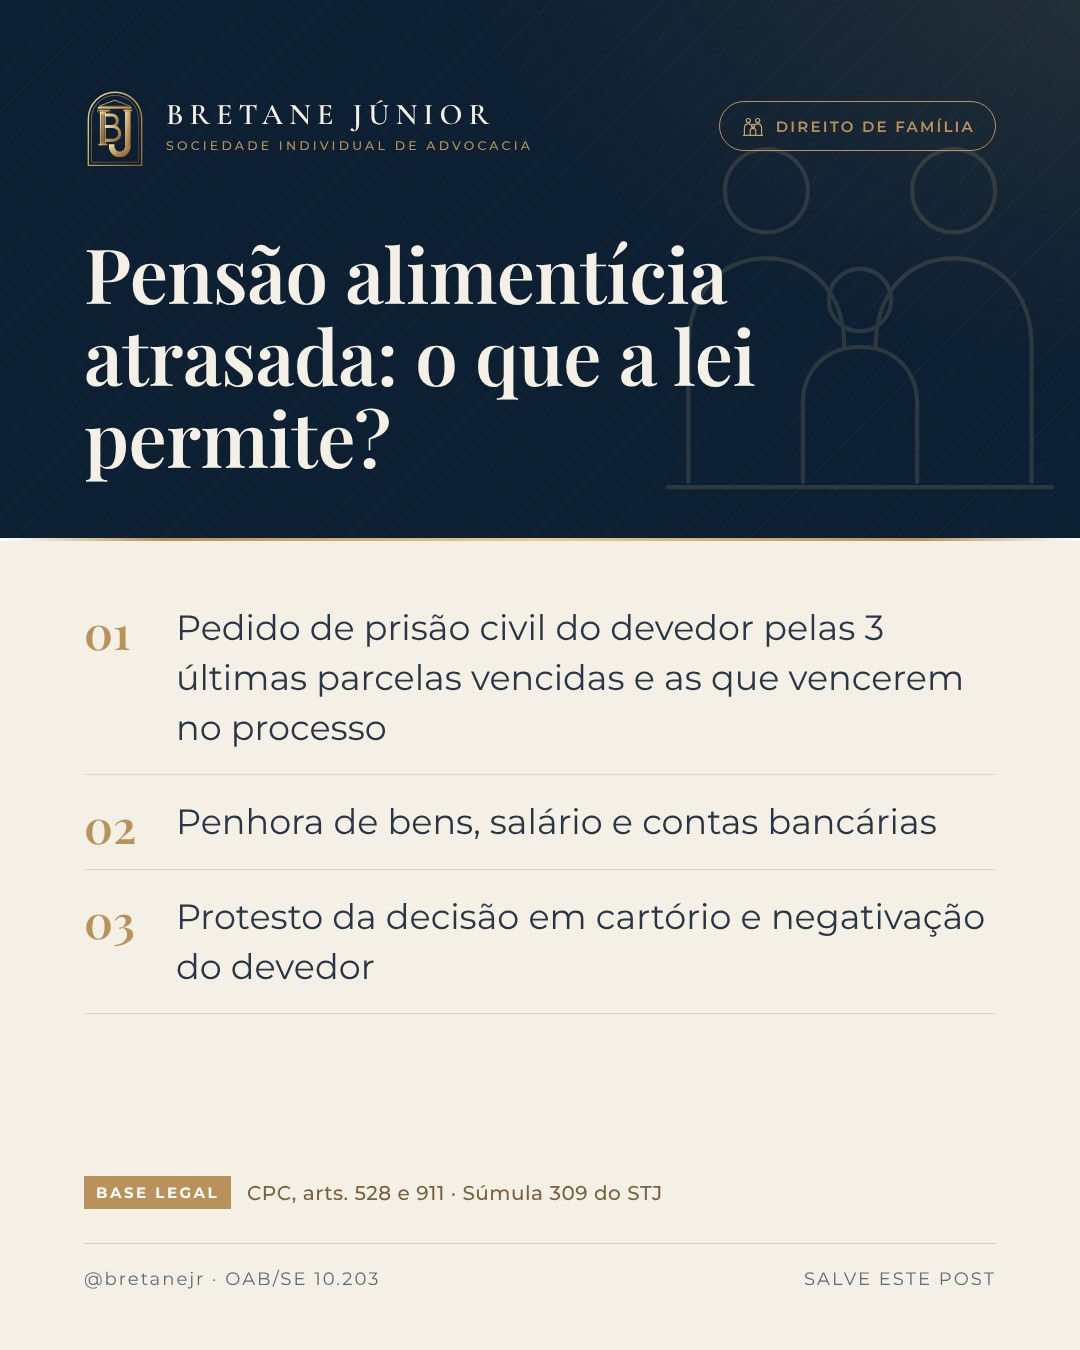 BJ
BRETANE JÚNIOR
SOCIEDADE INDIVIDUAL DE ADVOCACIA
DIREITO DE FAMÍLIA
Pensão alimentícia
atrasada: o que a lei
permite?
01
Pedido de prisão civil do devedor pelas 3
últimas parcelas vencidas e as que vencerem
no processo
02
Penhora de bens, salário e contas bancárias
03
Protesto da decisão em cartório e negativação
do devedor
BASE LEGAL
CPC, arts. 528 e 911 · Súmula 309 do STJ
@bretanejr · OAB/SE 10.203
SALVE ESTE POST